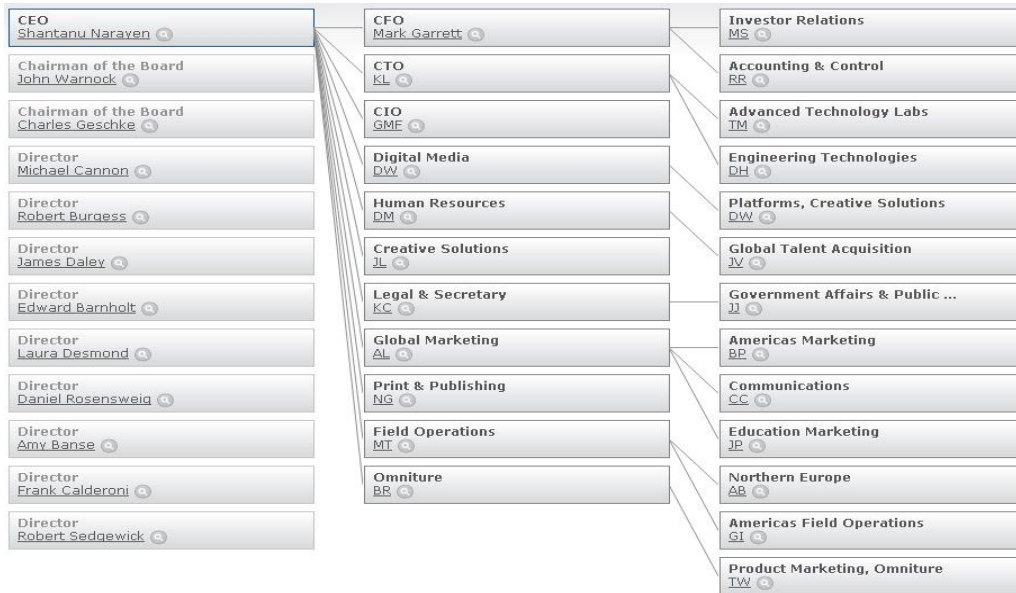 CEO
Shantanu Narayen
Chairman of the Board
John Warnock
Chairman of the Board
Charles Geschke
Director
Michael Cannon
Director
Robert Burgess
Director
James Daley
Director
Edward Barnholt
Director
Laura Desmond
Director
Daniel Rosensweig
Director
Amy Banse
Director
Frank Calderoni
Director
Robert Sedgewick
CFO
Mark Garrett
CTO
KL
CIO
GMF
Digital Media
DW
Human Resources
DM
Creative Solutions
JL
Legal & Secretary
KC
Global Marketing
AL
Print & Publishing
NG
Field Operations
MT
Omniture
BR
Investor Relations
MS
Accounting & Control
RR
Advanced Technology Labs
TM
Engineering Technologies
DH
Platforms, Creative Solutions
DW
Global Talent Acquisition
JV
Government Affairs & Public ...
JJ
Americas Marketing
BP
Communications
CC
Education Marketing
JP
Northern Europe
AB
Americas Field Operations
GI
Product Marketing, Omniture
TW